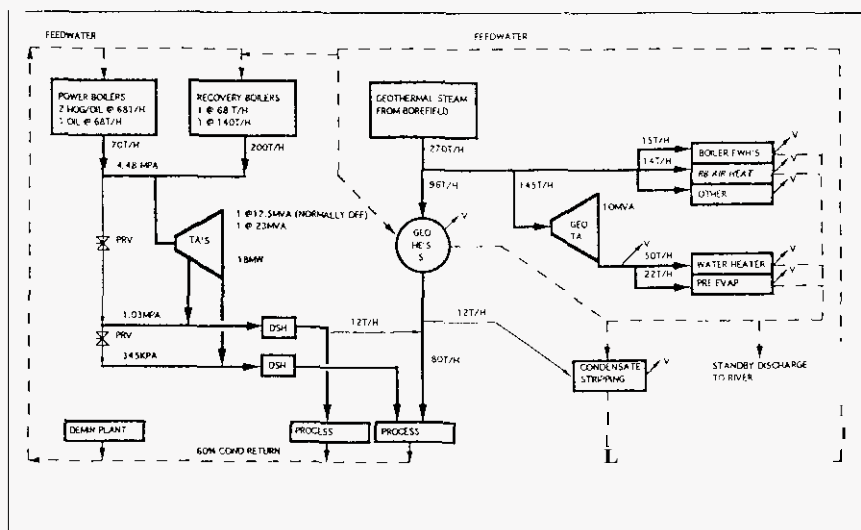 FEEDWATER
FEEDWATER
POWER BOILERS
2 HOG/OIL @ 68T/H
1 OIL @ 68T/H
RECOVERY BOILERS
1 @ 68 T/H
1 @ 140T/H
GEOTHERMAL STEAM
FROM BOREFIELD
70T/H
200T/H
270T/H
4.48 MPA
96T/H
145T/H
15T/H
14T/H
BOILER FWH'S
V
RB AIR HEAT
V
OTHER
V
PRV
TA'S
1 @ 12.5MVA (NORMALLY OFF)
1 @ 23MVA
18MW
GEO
HE'S
S
V
GEO
TA
10MVA
V
50T/H
22T/H
WATER HEATER
V
PRE EVAP
V
1.03MPA
PRV
345KPA
DSH
DSH
12T/H
12T/H
80T/H
CONDENSATE
STRIPPING
V
STANDBY DISCHARGE
TO RIVER
DEMIN PLANT
PROCESS
PROCESS
60% COND RETURN
L